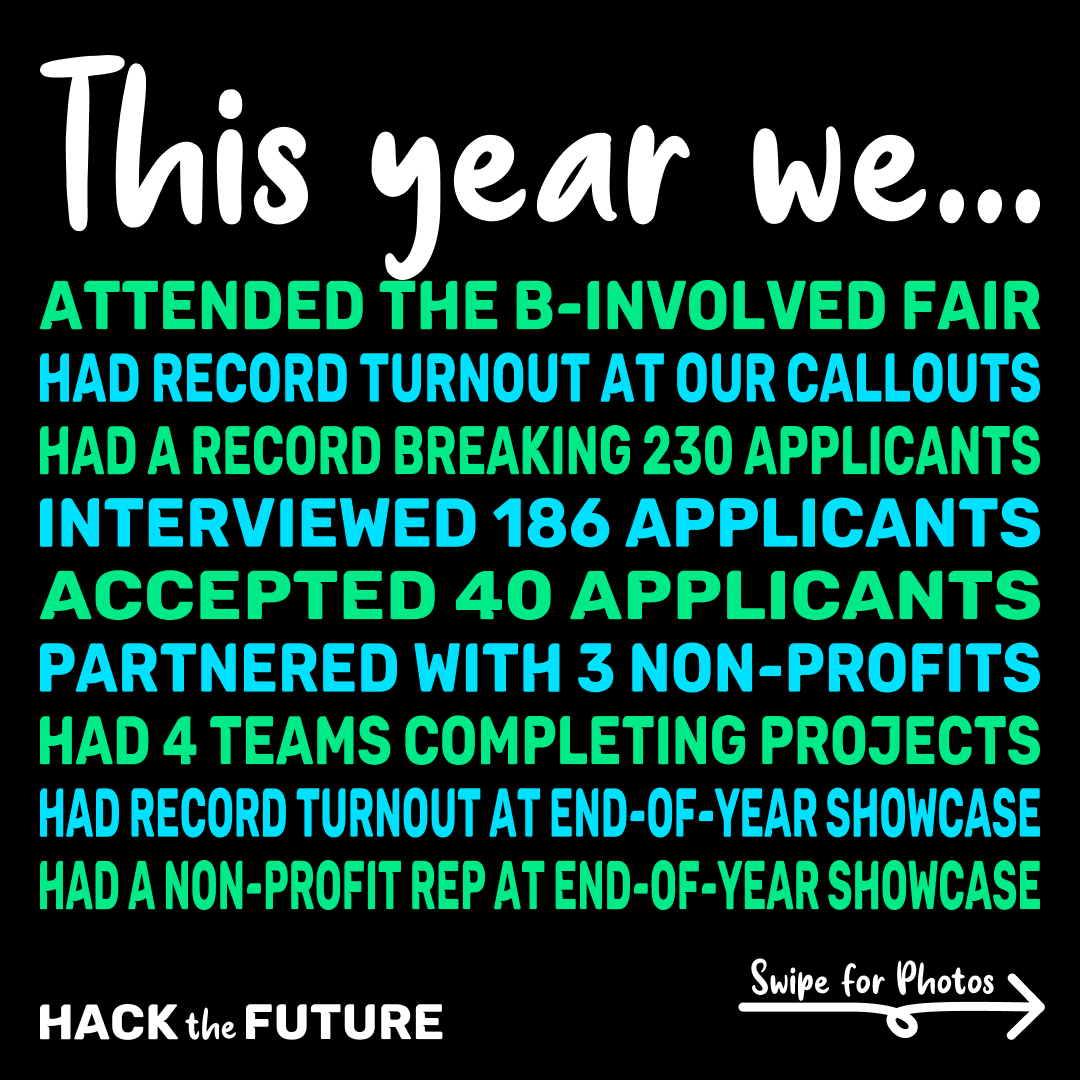 This year we...
ATTENDED THE B-INVOLVED FAIR
HAD RECORD TURNOUT AT OUR CALLOUTS
HAD A RECORD BREAKING 230 APPLICANTS
INTERVIEWED 186 APPLICANTS
ACCEPTED 40 APPLICANTS
PARTNERED WITH 3 NON-PROFITS
HAD 4 TEAMS COMPLETING PROJECTS
HAD RECORD TURNOUT AT END-OF-YEAR SHOWCASE
HAD A NON-PROFIT REP AT END-OF-YEAR SHOWCASE
Swipe for Photos
HACK the FUTURE